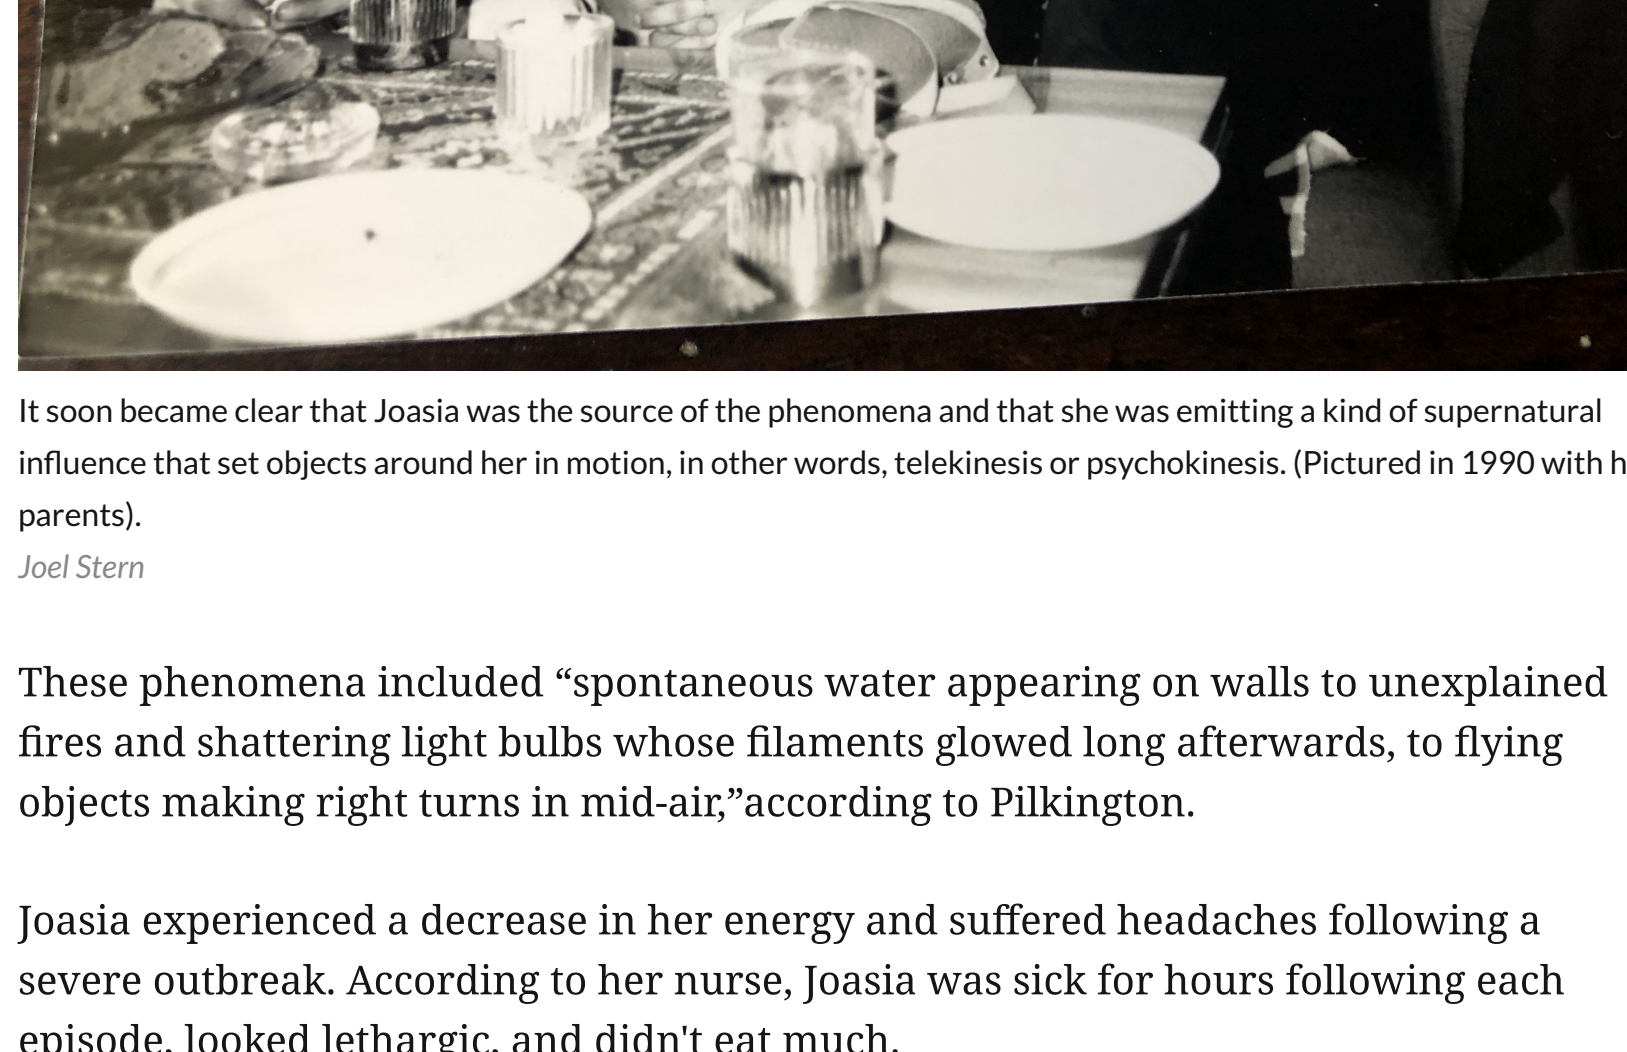 It soon became clear that Joasia was the source of the phenomena and that she was emitting a kind of supernatural
influence that set objects around her in motion, in other words, telekinesis or psychokinesis. (Pictured in 1990 with h
parents).
Joel Stern
These phenomena included “spontaneous water appearing on walls to unexplained
fires and shattering light bulbs whose filaments glowed long afterwards, to flying
objects making right turns in mid-air,”according to Pilkington.
Joasia experienced a decrease in her energy and suffered headaches following a
severe outbreak. According to her nurse, Joasia was sick for hours following each
episode, looked lethargic, and didn't eat much.